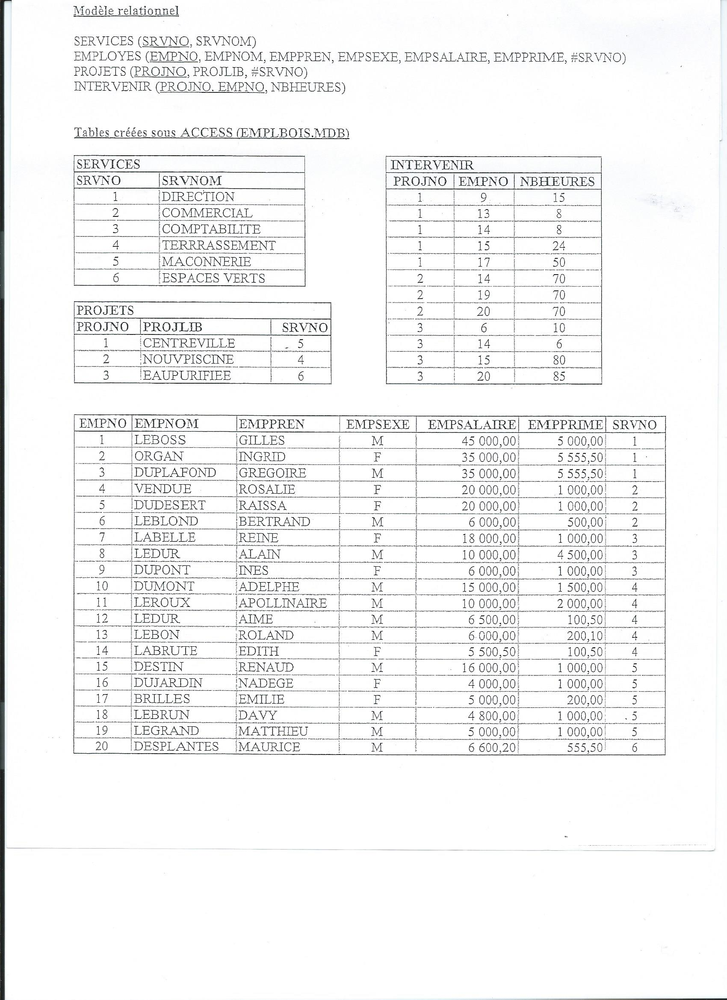 Modèle relationnel
SERVICES (SRVNO, SRVNOM)
EMPLOYES (EMPNO, EMPNOM, EMPPREN, EMPSEXE, EMPSALAIRE, EMPPRIME, #SRVNO)
PROJETS (PROJNO, PROJLIB, #SRVNO)
INTERVENIR (PROJNO. EMPNO, NBHEURES)
Tables créées sous ACCESS (EMPLBOIS.MDB)
SERVICES
SRVNO SRVNOM
1 DIRECTION
2 COMMERCIAL
3 COMPTABILITE
4 TERRRASSEMENT
5 MACONNERIE
6 ESPACES VERTS
PROJETS
PROJNO PROJLIB SRVNO
1 CENTREVILLE 5
2 NOUVPISCINE 4
3 EAUPURIFIEE 6
INTERVENIR
PROJNO EMPNO NBHEURES
1 9 15
1 13 8
1 14 8
1 15 24
1 17 50
2 14 70
2 19 70
2 20 70
3 6 10
3 14 6
3 15 80
3 20 85
EMPNO EMPNOM EMPPREN EMPSEXE EMPSALAIRE EMPPRIME SRVNO
1 LEBOSS GILLES M 45 000,00 5 000,00 1
2 ORGAN INGRID F 35 000,00 5 555,50 1
3 DUPLAFOND GREGOIRE M 35 000,00 5 555,50 1
4 VENDUE ROSALIE F 20 000,00 1 000,00 2
5 DUDESERT RAISSA F 20 000,00 1 000,00 2
6 LEBLOND BERTRAND M 6 000,00 500,00 2
7 LABELLE REINE F 18 000,00 1 000,00 3
8 LEDUR ALAIN M 10 000,00 4 500,00 3
9 DUPONT INES F 6 000,00 1 000,00 3
10 DUMONT ADELPHE M 15 000,00 1 500,00 4
11 LEROUX APOLLINAIRE M 10 000,00 2 000,00 4
12 LEDUR AIME M 6 500,00 100,50 4
13 LEBON ROLAND M 6 000,00 200,10 4
14 LABRUTE EDITH F 5 500,50 100,50 4
15 DESTIN RENAUD M 16 000,00 1 000,00 5
16 DUJARDIN NADEGE F 4 000,00 1 000,00 5
17 BRILLES EMILIE F 5 000,00 200,00 5
18 LEBRUN DAVY M 4 800,00 1 000,00 5
19 LEGRAND MATTHIEU M 5 000,00 1 000,00 5
20 DESPLANTES MAURICE M 6 600,20 555,50 6